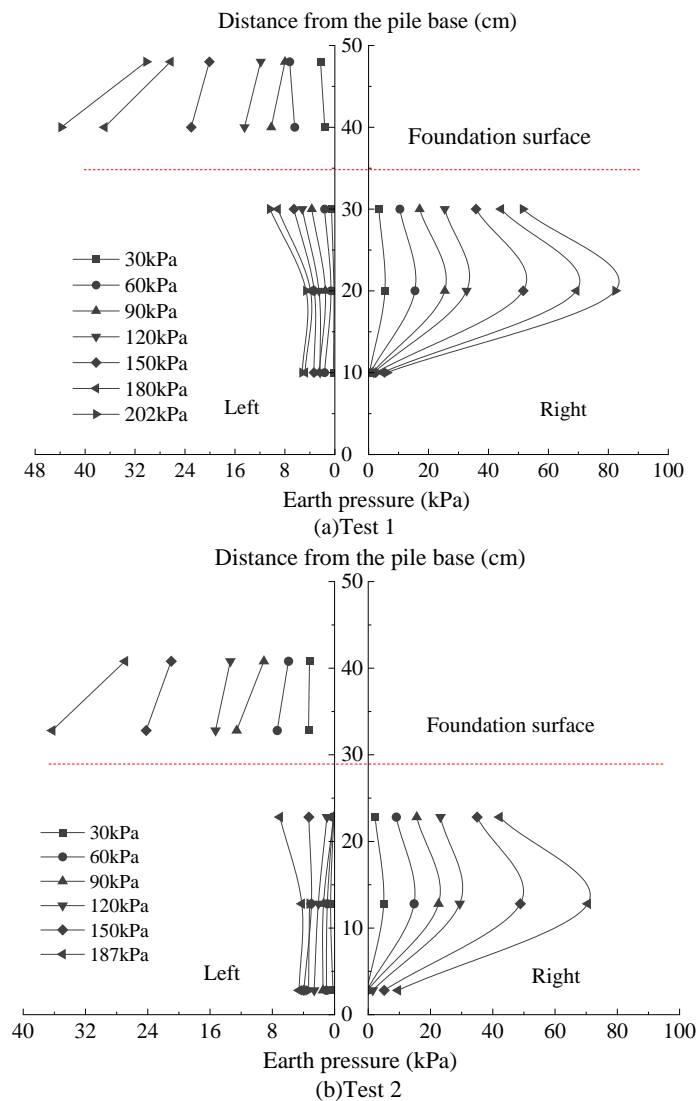 Distance from the pile base (cm)
50
40
Foundation surface
30
30kPa
60kPa
20
90kPa
120kPa
150kPa
10
180kPa
Left
Right
202kPa
0
48 40 32 24 16 8 0 0 20 40 60 80 100
Earth pressure (kPa)
(a)Test 1
Distance from the pile base (cm)
50
40
Foundation surface
30
30kPa
20
60kPa
90kPa
120kPa
10
150kPa
Left
Right
187kPa
0
40 32 24 16 8 0 0 20 40 60 80 100
Earth pressure (kPa)
(b)Test 2